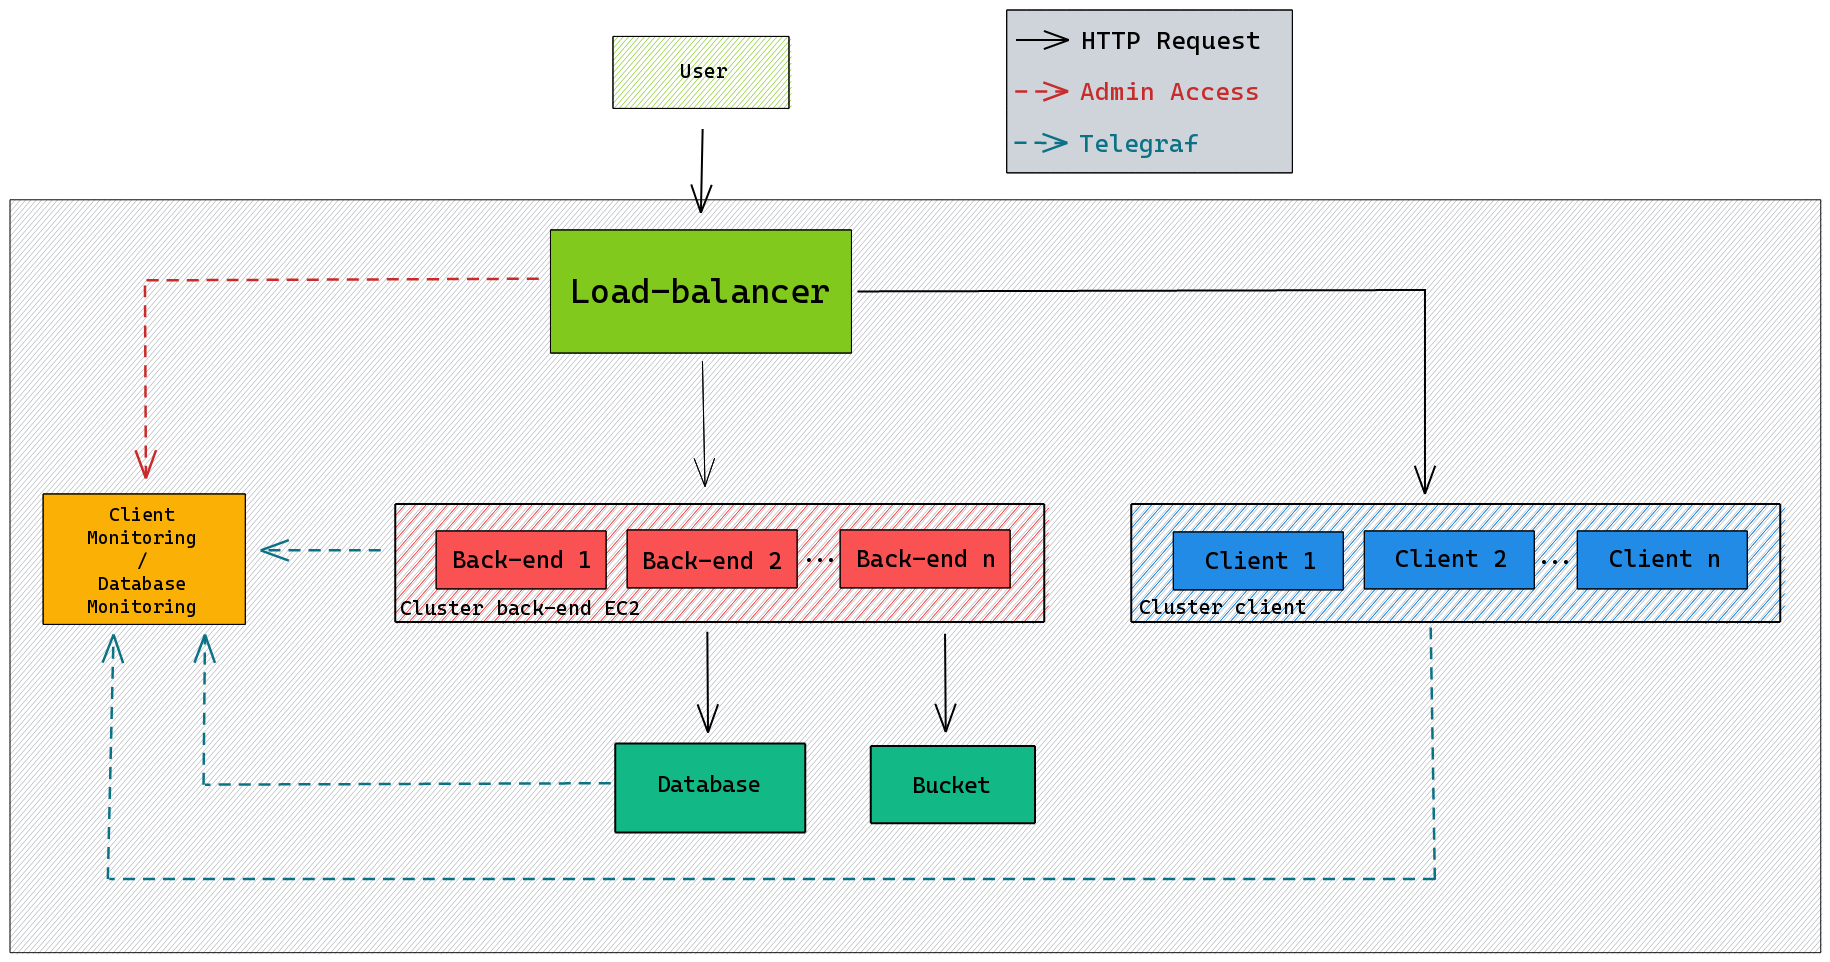 User
HTTP Request
Admin Access
Telegraf
Load-balancer
Client
Monitoring
/
Database
Monitoring
Back-end 1
Back-end 2
...
Back-end n
Cluster back-end EC2
Client 1
Client 2
...
Client n
Cluster client
Database
Bucket